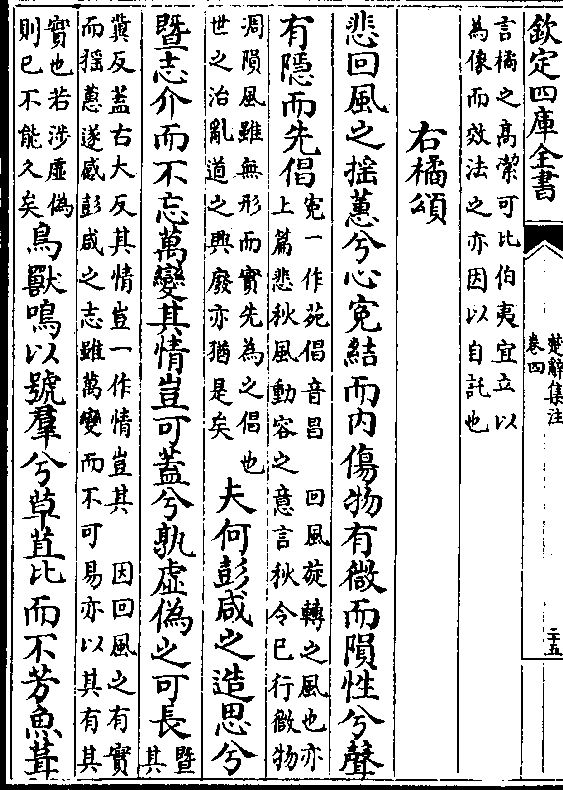 欽定四庫全書
楚辭集注
卷四
二十五
言橘之高潔可比伯夷宜立以
為像而效法之亦因以自託也
右橘頌
悲回風之搖蕙兮心寃結而內傷物有微而隕性兮聲
有隠而先倡寃一作苑倡音昌 回風旋轉之風也亦
上篇悲秋風動容之意言秋令已行微物
凋隕風雖無形而實先為之倡也
世之治亂道之興廢亦猶是矣
夫何彭咸之造思兮
暨志介而不忘萬變其情豈可蓋兮孰虛偽之可長暨
其
冀反蓋古大反其情豈一作情豈其 因回風之有實
而揺蕙遂感彭咸之志雖萬變而不可易亦以其有其
實也若涉虛偽
則已不能久矣
鳥獸鳴以號羣兮草苴比而不芳魚葺